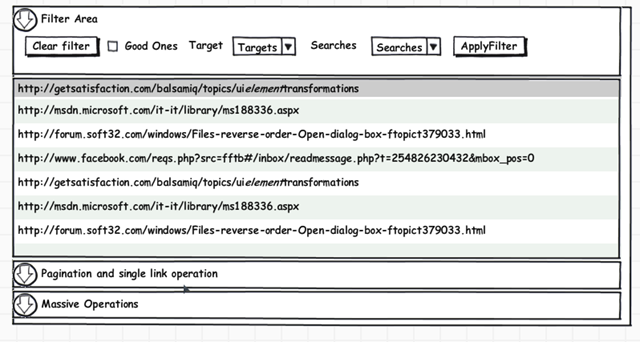 Filter Area
Clear filter Good Ones Target Targets Searches Searches ApplyFilter
http://getsatisfaction.com/balsamiq/topics/uielementtransformations
http://msdn.microsoft.com/it-it/library/ms188336.aspx
http://forum.soft32.com/windows/Files-reverse-order-Open-dialog-box-ftopict379033.html
http://www.facebook.com/reqs.php?src=fftb#/inbox/readmessage.php?t=254826230432&mbox_pos=0
http://getsatisfaction.com/balsamiq/topics/uielementtransformations
http://msdn.microsoft.com/it-it/library/ms188336.aspx
http://forum.soft32.com/windows/Files-reverse-order-Open-dialog-box-ftopict379033.html
Pagination and single link operation
Massive Operations